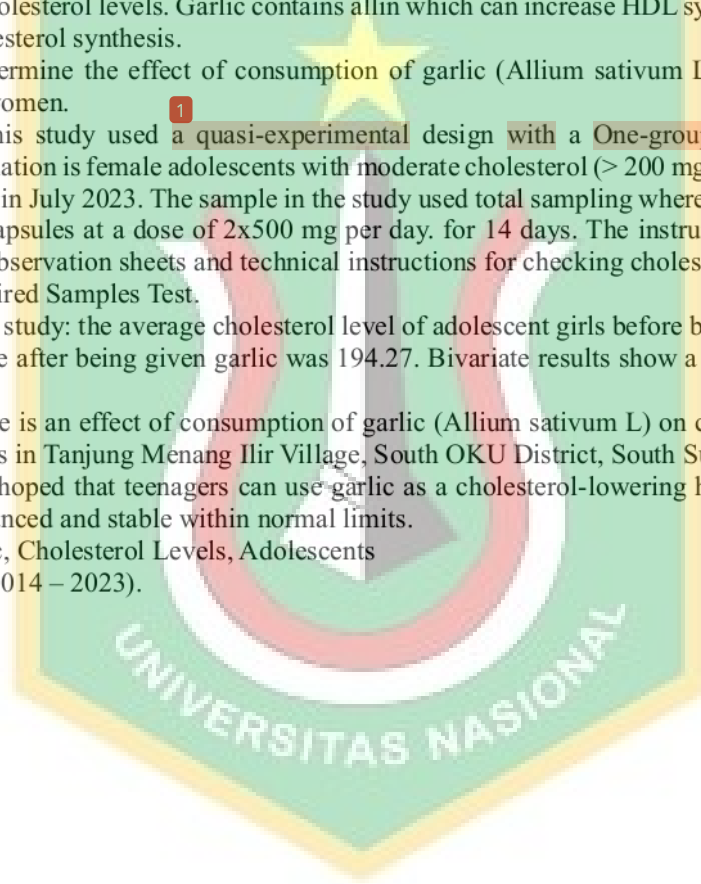 olesterol levels. Garlic contains allin which can increase HDL sy
esterol synthesis.
ermine the effect of consumption of garlic (Allium sativum L
women.
1
his study used a quasi-experimental design with a One-grou
ation is female adolescents with moderate cholesterol (> 200 mg
in July 2023. The sample in the study used total sampling where
apsules at a dose of 2x500 mg per day. for 14 days. The instru
bservation sheets and technical instructions for checking choles
ired Samples Test.
study: the average cholesterol level of adolescent girls before b
e after being given garlic was 194.27. Bivariate results show a
e is an effect of consumption of garlic (Allium sativum L) on c
s in Tanjung Menang Ilir Village, South OKU District, South Su
hoped that teenagers can use garlic as a cholesterol-lowering h
nced and stable within normal limits.
c, Cholesterol Levels, Adolescents
014 – 2023).
UNIVERSITAS NASIONAL